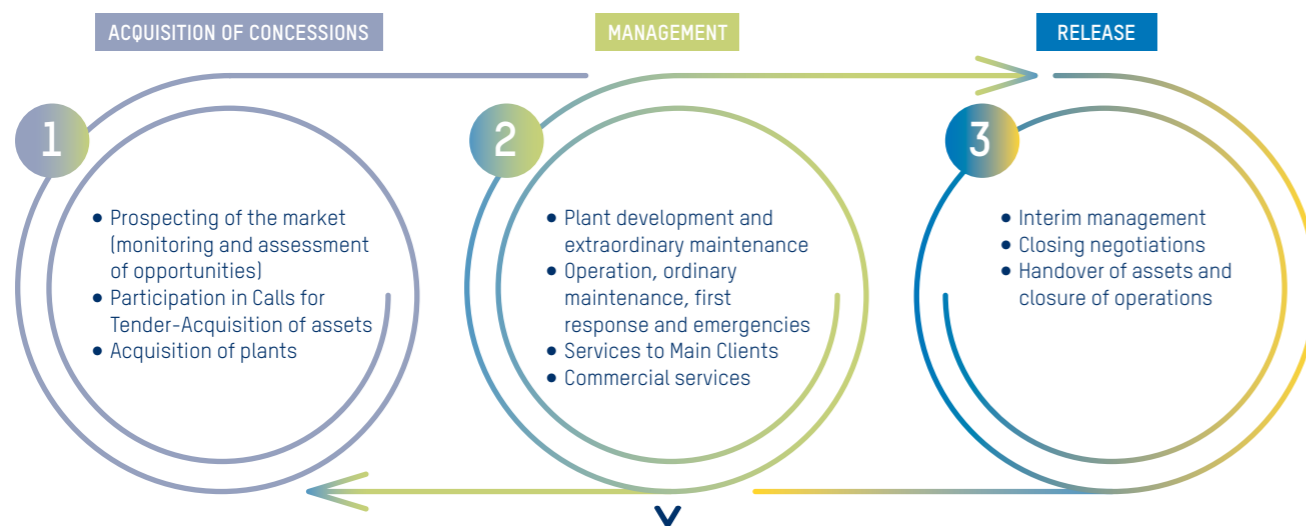 ACQUISITION OF CONCESSIONS
MANAGEMENT
RELEASE
1
• Prospecting of the market
(monitoring and assessment
of opportunities)
• Participation in Calls for
Tender-Acquisition of assets
• Acquisition of plants
2
• Plant development and
extraordinary maintenance
• Operation, ordinary
maintenance, first
response and emergencies
• Services to Main Clients
• Commercial services
3
• Interim management
• Closing negotiations
• Handover of assets and
closure of operations